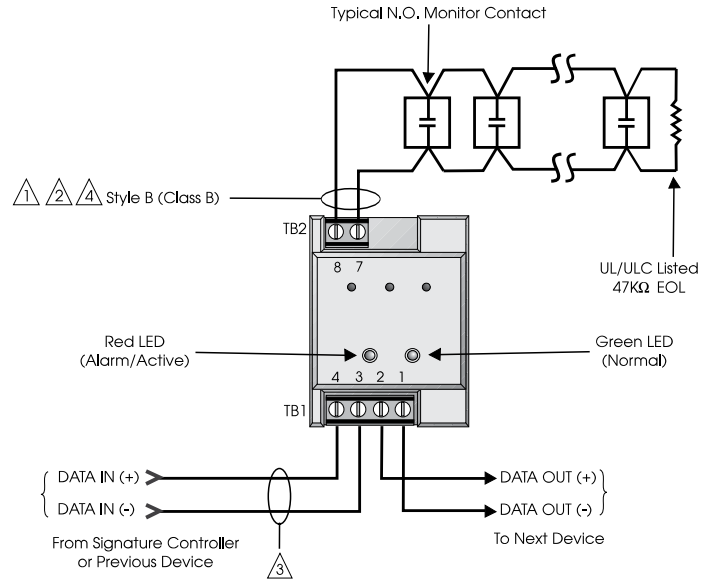 Typical N.O. Monitor Contact
1 2 4 Style B (Class B)
TB2
8 7
UL/ULC Listed
47KΩ EOL
Red LED
(Alarm/Active)
Green LED
(Normal)
4 3 2 1
TB1
DATA IN (+)
DATA OUT (+)
DATA IN (-)
DATA OUT (-)
From Signature Controller
or Previous Device
To Next Device
3